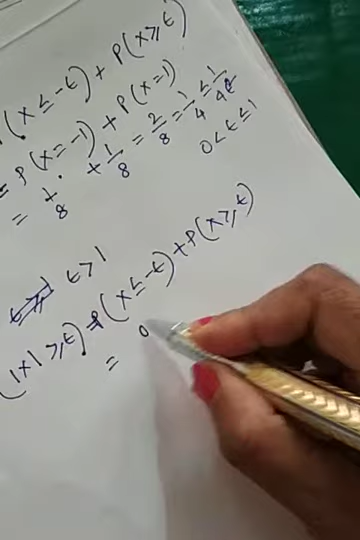 (x ≤ -t) + P(x ≥ t)
= P(x = -1) + P(x = 1)
= 1/8 + 1/8 = 2/8 = 1/4 ≤ 1/4t
0 < t ≤ 1
t > 1
(|x| ≥ t) = P(x ≤ -t) + P(x ≥ t)
= 0